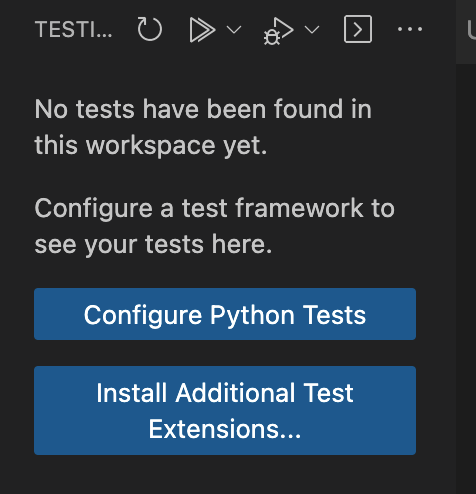 TESTI...
No tests have been found in
this workspace yet.
Configure a test framework to
see your tests here.
Configure Python Tests
Install Additional Test
Extensions...